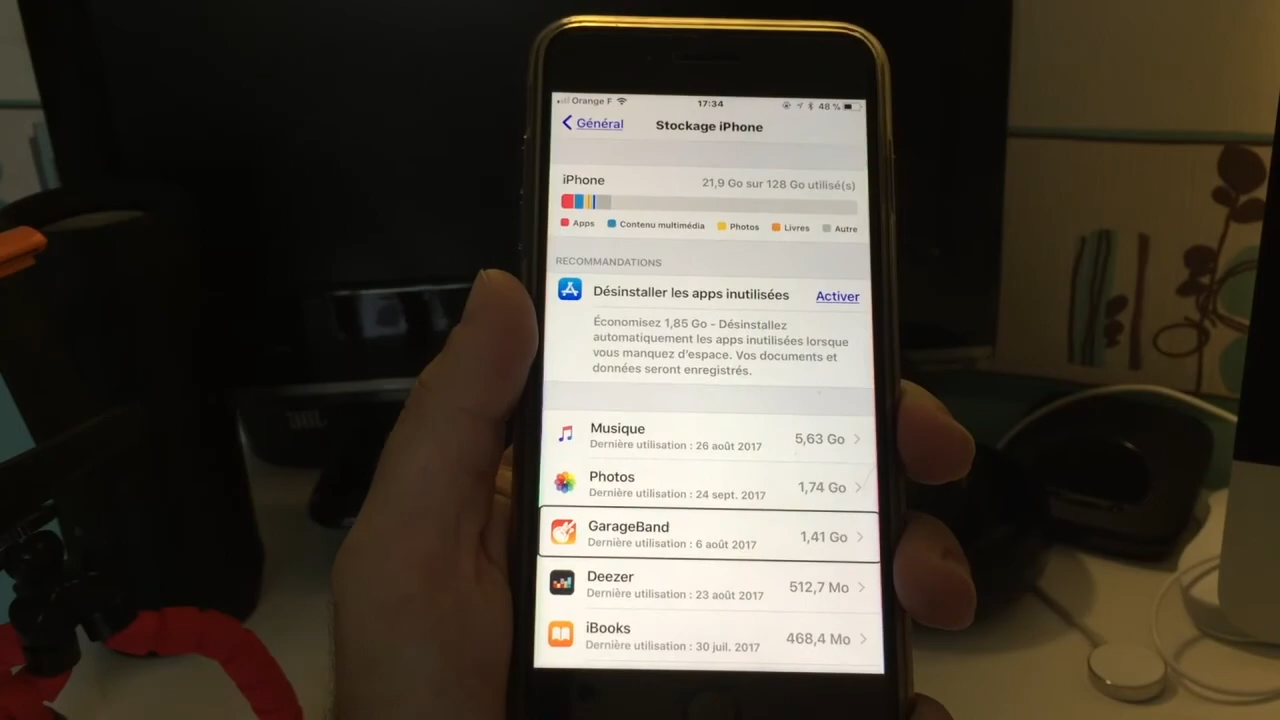 Orange F 17:34 48 %
Général Stockage iPhone
iPhone 21,9 Go sur 128 Go utilisé(s)
Apps Contenu multimédia Photos Livres Autre
RECOMMANDATIONS
Désinstaller les apps inutilisées Activer
Économisez 1,85 Go - Désinstallez
automatiquement les apps inutilisées lorsque
vous manquez d'espace. Vos documents et
données seront enregistrés.
Musique 5,63 Go
Dernière utilisation : 26 août 2017
Photos 1,74 Go
Dernière utilisation : 24 sept. 2017
GarageBand 1,41 Go
Dernière utilisation : 6 août 2017
Deezer 512,7 Mo
Dernière utilisation : 23 août 2017
iBooks 468,4 Mo
Dernière utilisation : 30 juil. 2017
JBL